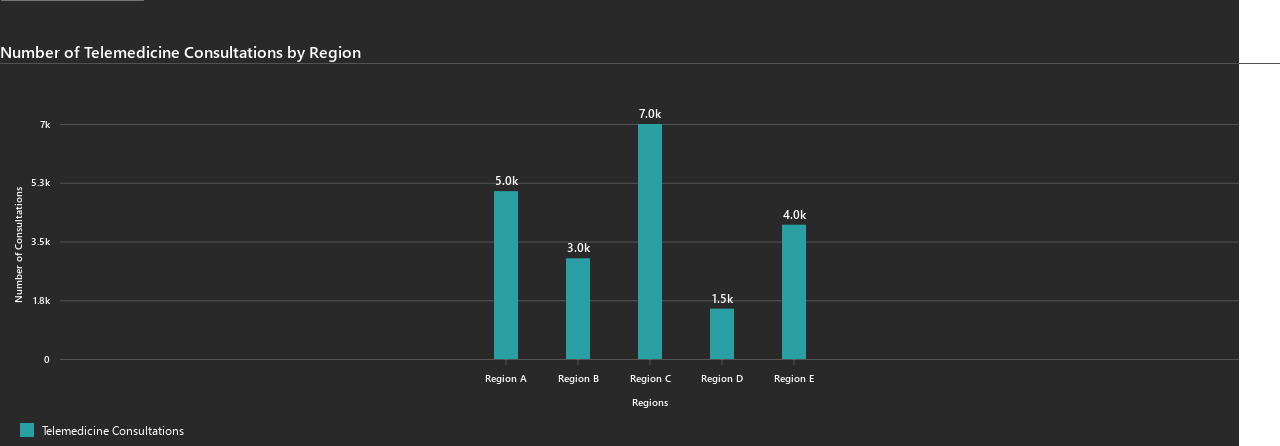 Number of Telemedicine Consultations by Region
7.0k
7k
5.3k
5.0k
4.0k
3.5k
3.0k
1.8k
1.5k
0
Number of Consultations
Region A
Region B
Region C
Region D
Region E
Regions
Telemedicine Consultations